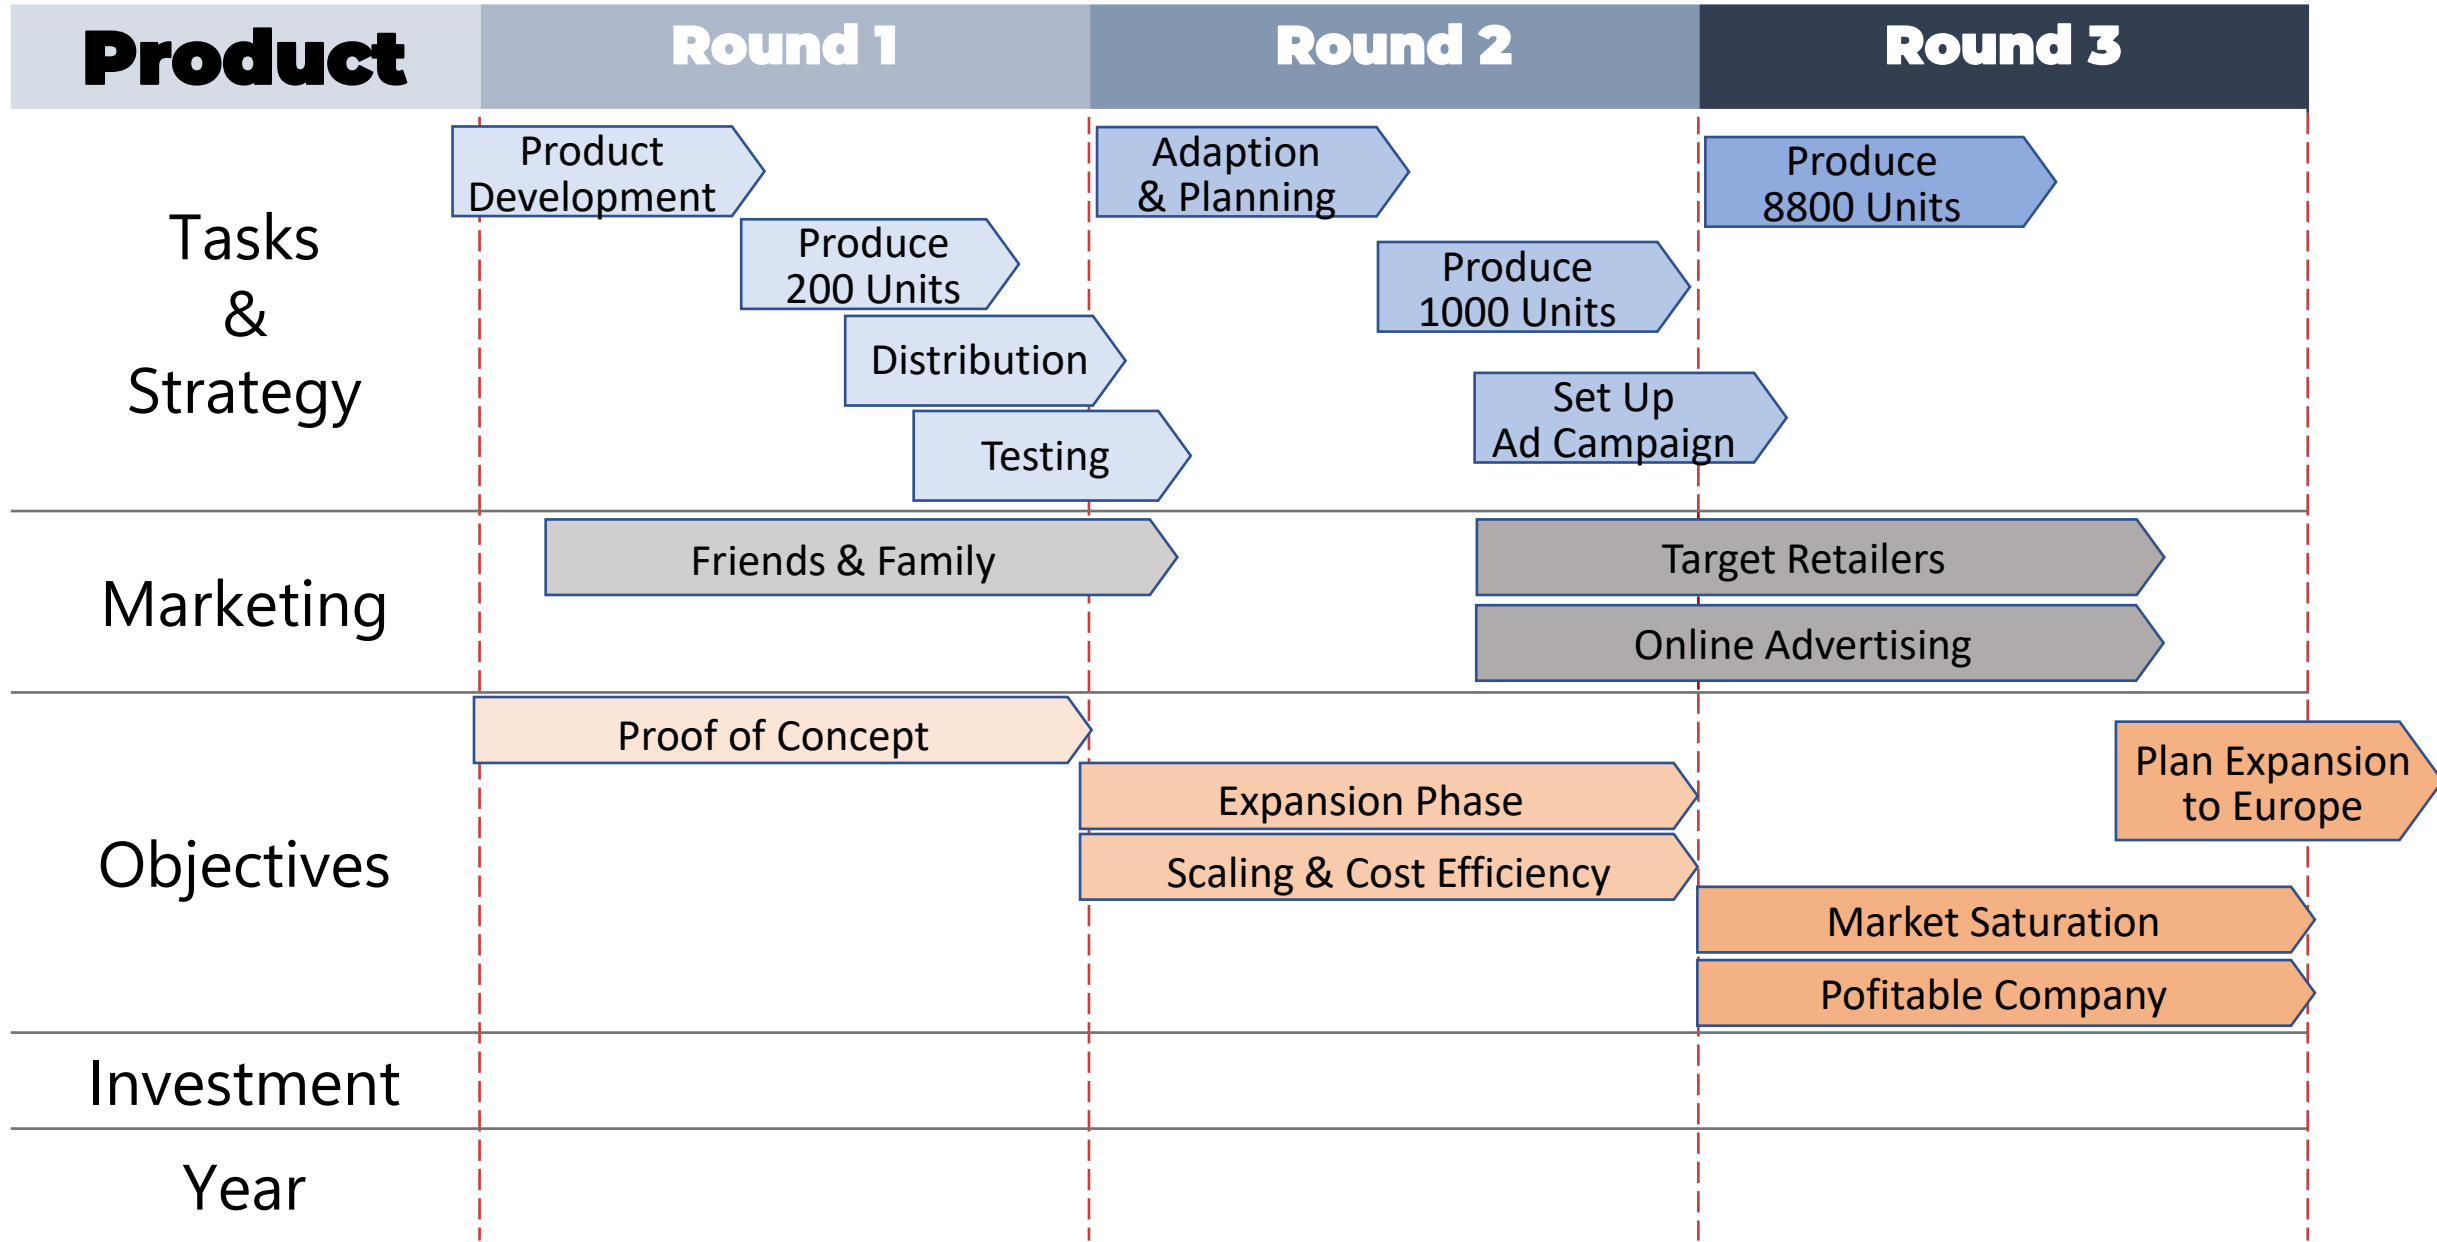 Product
Round 1
Round 2
Round 3
Tasks
&
Strategy
Product
Development
Produce
200 Units
Distribution
Testing
Adaption
& Planning
Produce
1000 Units
Set Up
Ad Campaign
Produce
8800 Units
Marketing
Friends & Family
Target Retailers
Online Advertising
Objectives
Proof of Concept
Expansion Phase
Scaling & Cost Efficiency
Plan Expansion
to Europe
Market Saturation
Pofitable Company
Investment
Year